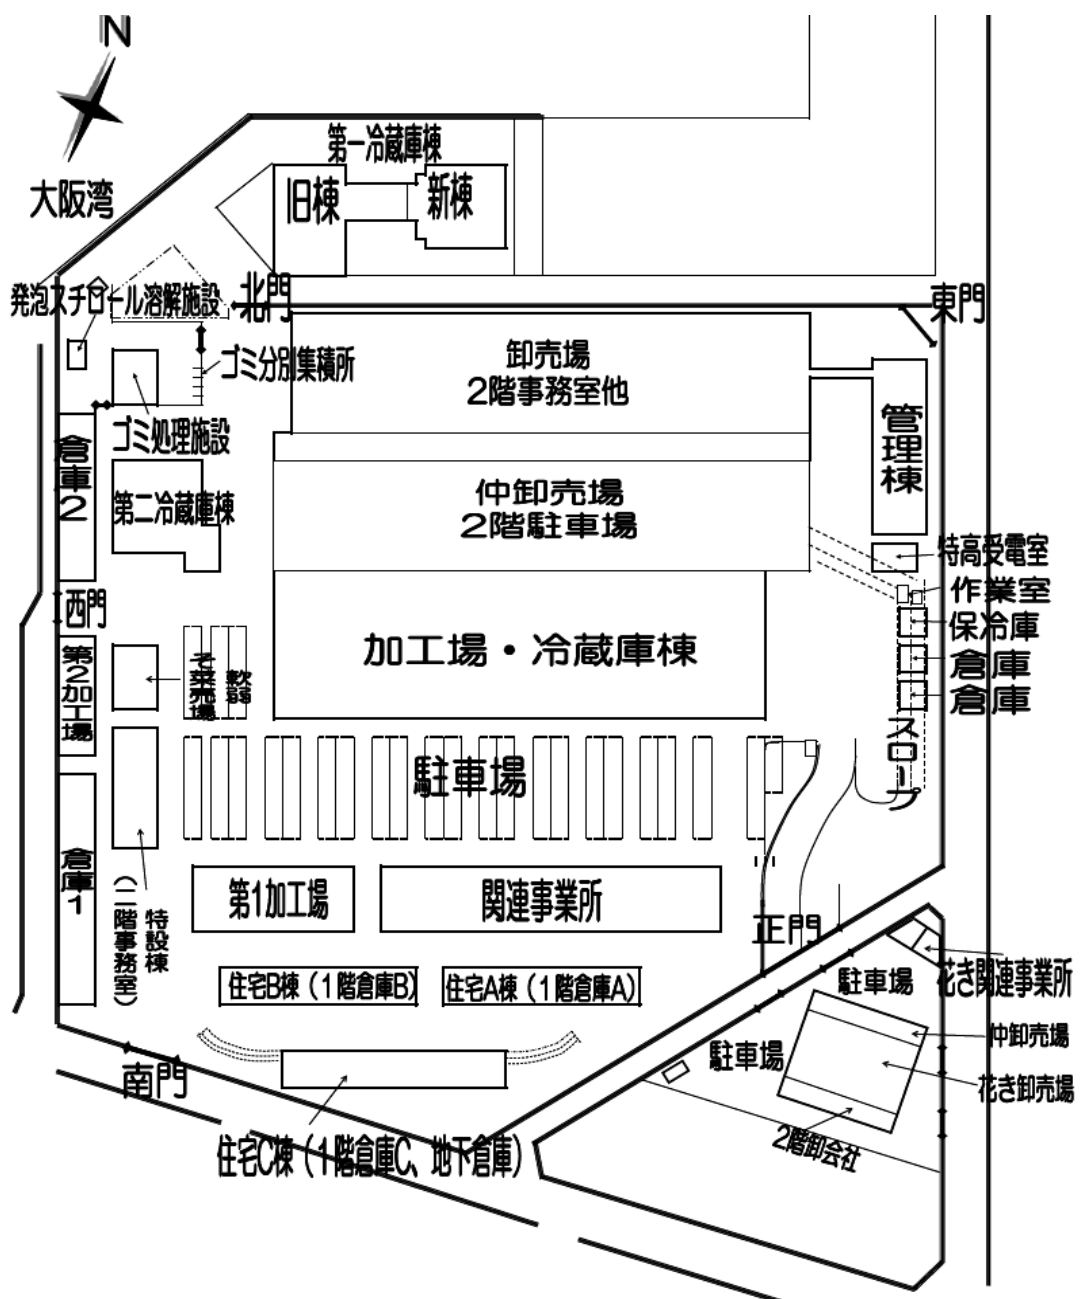 N
大阪湾
第一冷蔵庫棟
旧棟
新棟
発泡スチロール溶解施設
北門
東門
ゴミ分別集積所
卸売場
2階事務室他
管理棟
ゴミ処理施設
倉庫2
第二冷蔵庫棟
仲卸売場
2階駐車場
特高受電室
作業室
保冷庫
倉庫
倉庫
スロープ
西門
加工場・冷蔵庫棟
第2加工場
そ菜売場
軟弱
駐車場
倉庫1
第1加工場
関連事業所
特設棟
(二階事務室)
正門
住宅B棟(1階倉庫B)
住宅A棟(1階倉庫A)
駐車場
花き関連事業所
仲卸売場
駐車場
花き卸売場
南門
2階卸会社
住宅C棟(1階倉庫C、地下倉庫)